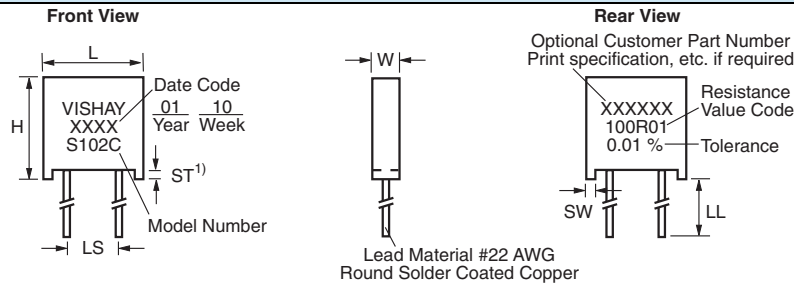 Front View
L
H
VISHAY
XXXX
S102C
Date Code
01 10
Year Week
ST1)
Model Number
LS
W
Lead Material #22 AWG
Round Solder Coated Copper
Rear View
Optional Customer Part Number
Print specification, etc. if required
XXXXXX
100R01
0.01 %
Resistance
Value Code
Tolerance
SW
LL